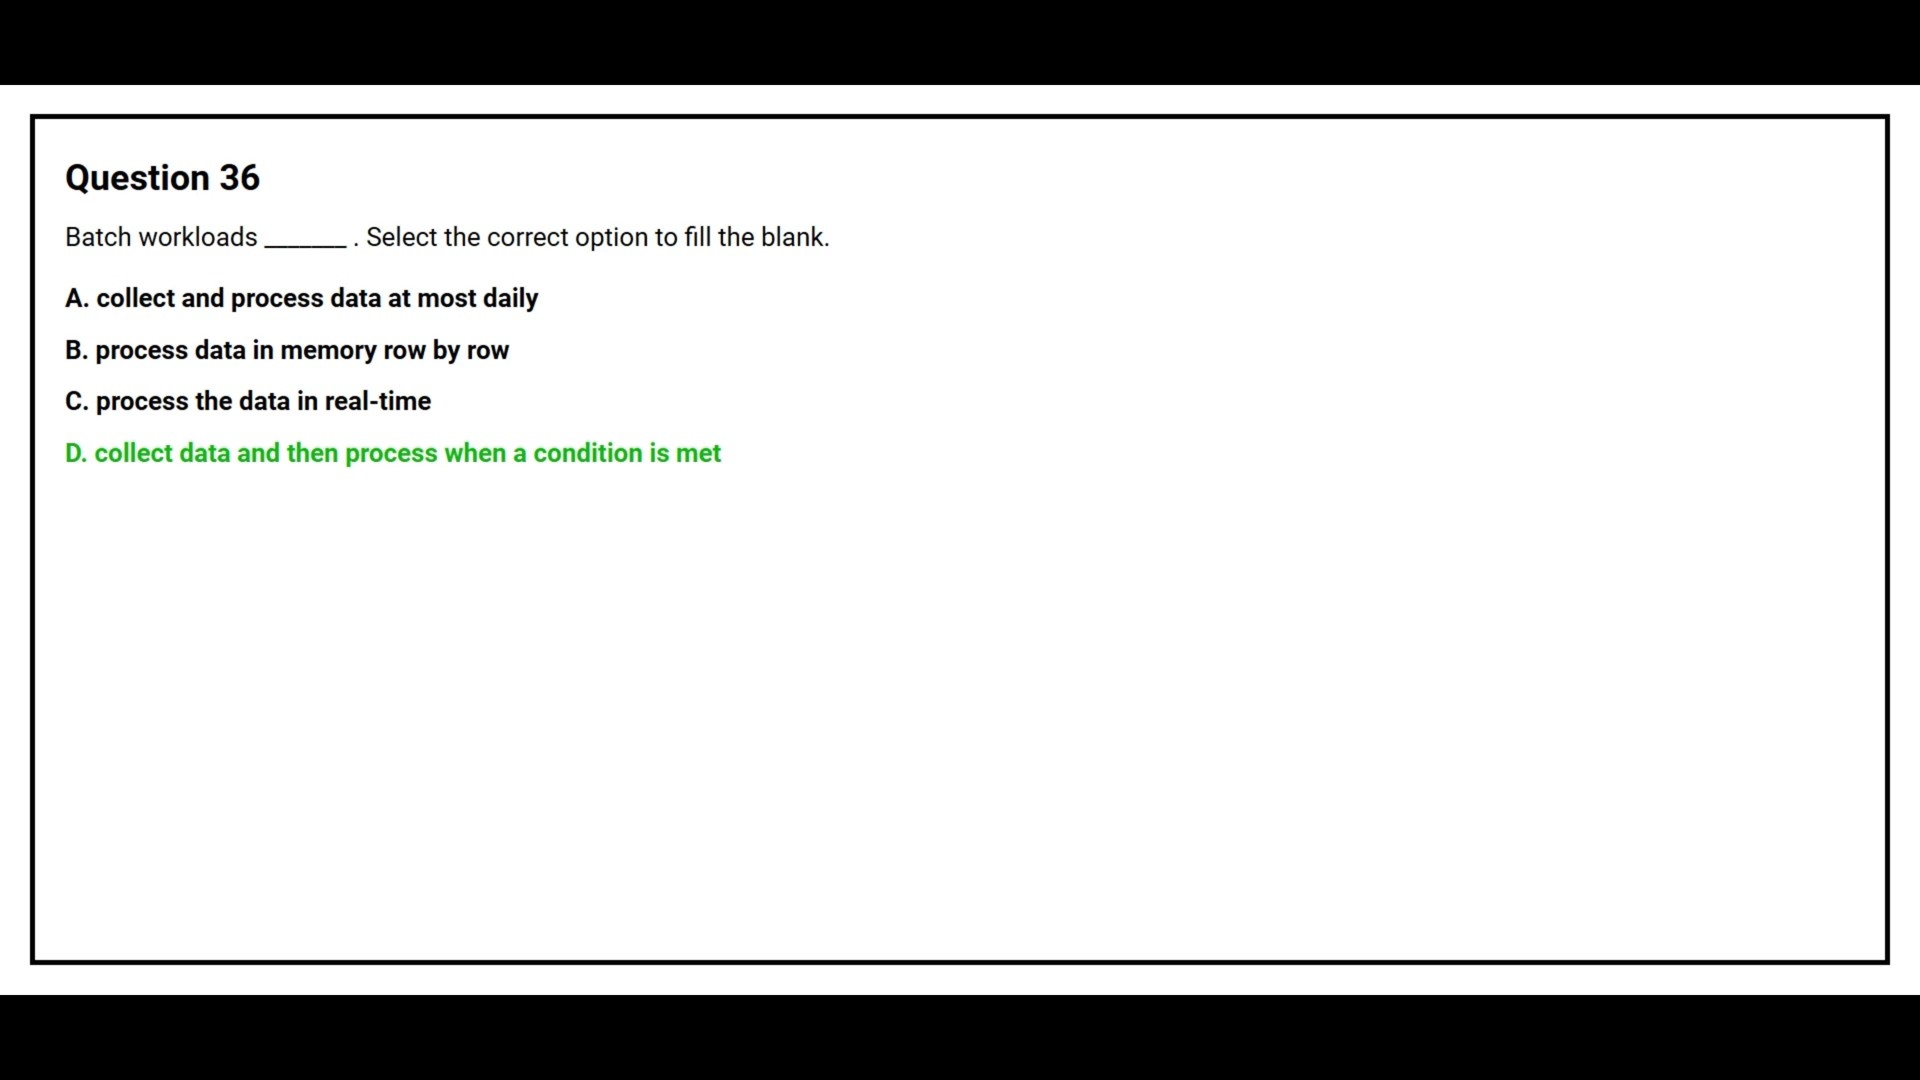 Question 36
Batch workloads _______ . Select the correct option to fill the blank.
A. collect and process data at most daily
B. process data in memory row by row
C. process the data in real-time
D. collect data and then process when a condition is met